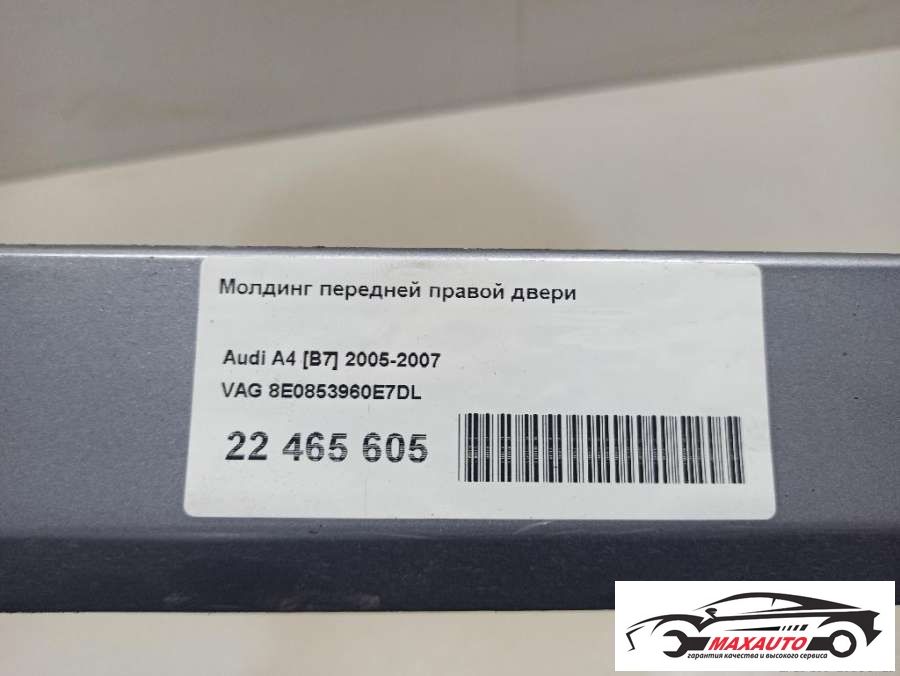 Молдинг передней правой двери
Audi A4 [B7] 2005-2007
VAG 8E0853960E7DL
22 465 605
MAXAUTO
гарантия качества и высокого сервиса